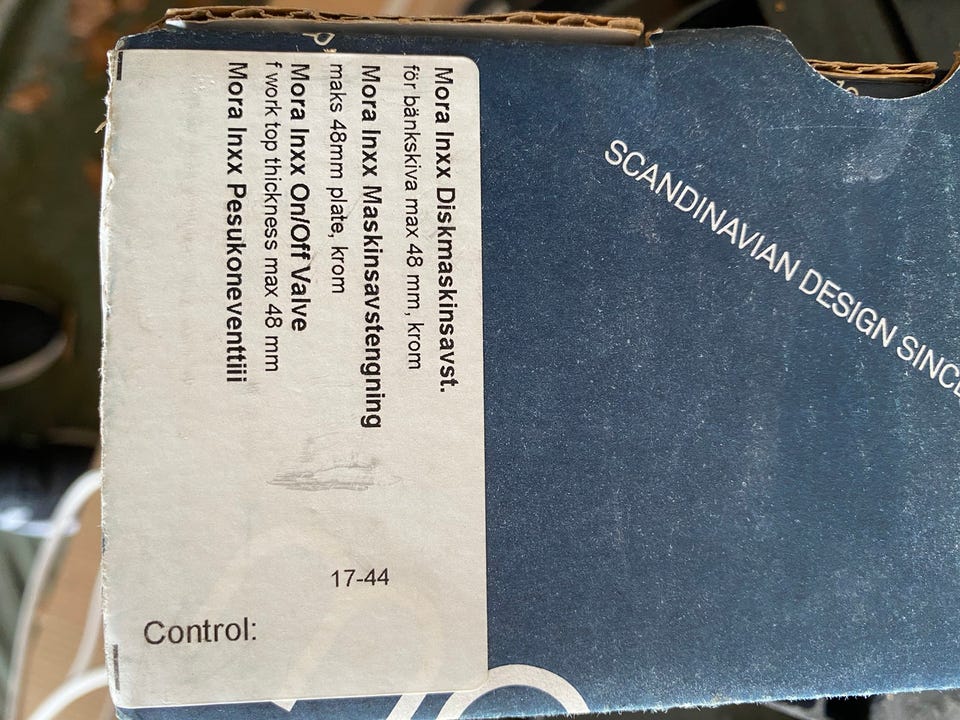 Mora Inxx Diskmaskinsavst.
för bänkskiva max 48 mm, krom
Mora Inxx Maskinsavstengning
maks 48mm plate, krom
Mora Inxx On/Off Valve
f work top thickness max 48 mm
Mora Inxx Pesukoneventtiii
17-44
Control:
SCANDINAVIAN DESIGN SINCE